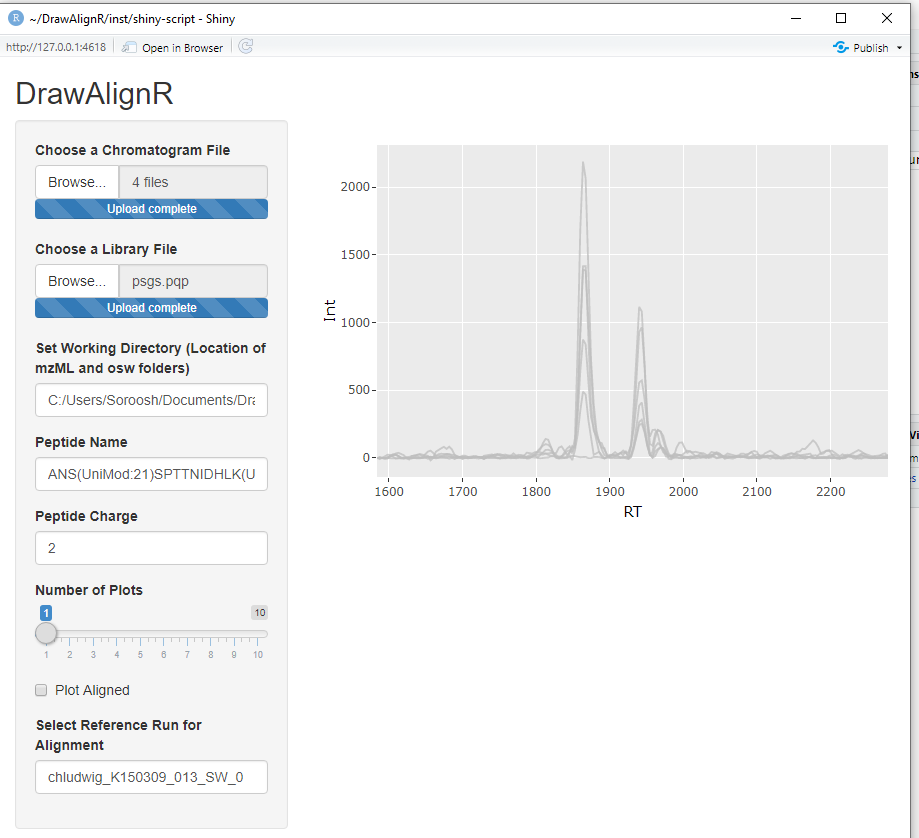 R ~/DrawAlignR/inst/shiny-script - Shiny
http://127.0.0.1:4618 Open in Browser Publish
DrawAlignR
Choose a Chromatogram File
Browse... 4 files
Upload complete
Choose a Library File
Browse... psgs.pqp
Upload complete
Set Working Directory (Location of
mzML and osw folders)
C:/Users/Soroosh/Documents/Dra
Peptide Name
ANS(UniMod:21)SPTTNIDHLK(U
Peptide Charge
2
Number of Plots
1 10
1 2 3 4 5 6 7 8 9 10
Plot Aligned
Select Reference Run for
Alignment
chludwig_K150309_013_SW_0
2000
1500
1000
500
0
Int
1600 1700 1800 1900 2000 2100 2200
RT